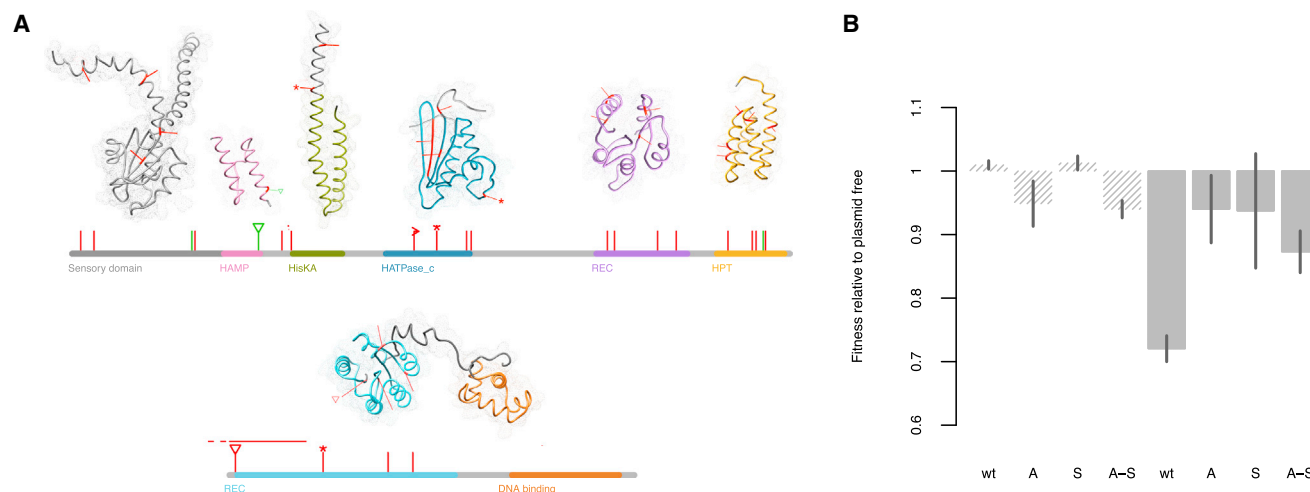 A
B
*
*
*
Sensory domain
HAMP
HisKA
HATPase_c
REC
HPT
*
REC
DNA binding
Fitness relative to plasmid free
1.1
1
0.9
0.8
0.7
0.6
wt A S A–S wt A S A–S